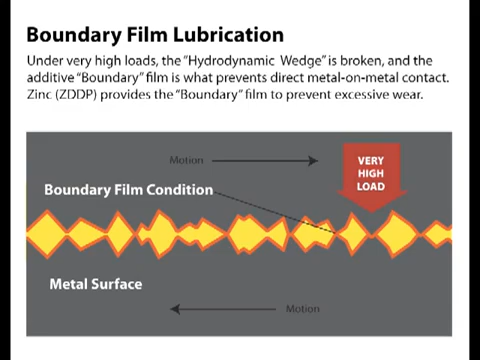 Boundary Film Lubrication
Under very high loads, the "Hydrodynamic Wedge" is broken, and the
additive "Boundary" film is what prevents direct metal-on-metal contact.
Zinc (ZDDP) provides the "Boundary" film to prevent excessive wear.
Motion
VERY
HIGH
LOAD
Boundary Film Condition
Metal Surface
Motion